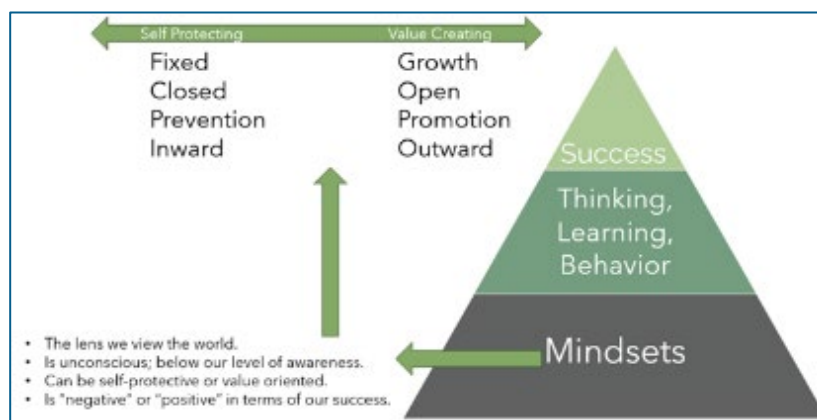 Self Protecting
Value Creating
Fixed
Closed
Prevention
Inward
Growth
Open
Promotion
Outward
Success
Thinking,
Learning,
Behavior
Mindsets
• The lens we view the world.
• Is unconscious; below our level of awareness.
• Can be self-protective or value oriented.
• Is "negative" or "positive" in terms of our success.